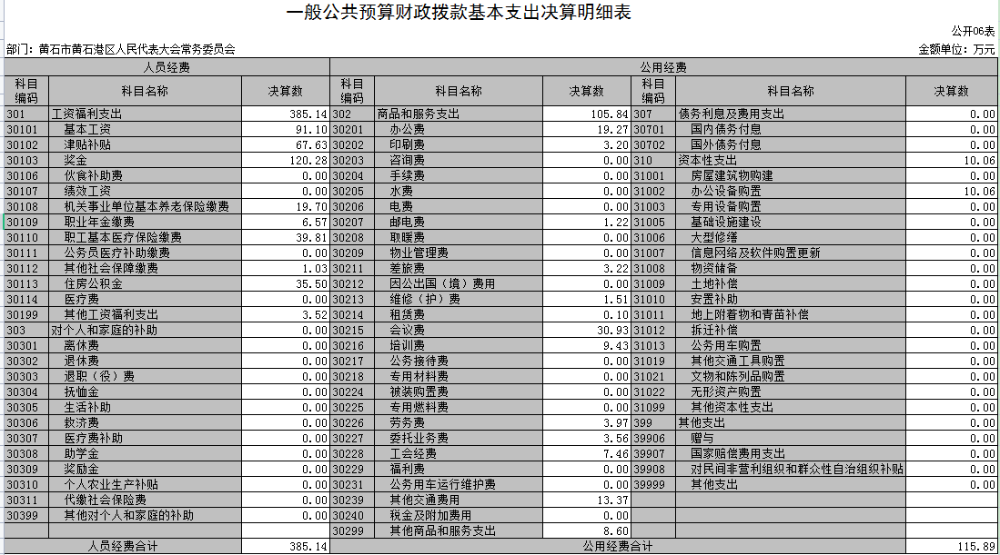 一般公共预算财政拨款基本支出决算明细表
公开06表
部门：黄石市黄石港区人民代表大会常务委员会 金额单位：万元
人员经费 公用经费
科目编码 科目名称 决算数 科目编码 科目名称 决算数 科目编码 科目名称 决算数
301 工资福利支出 385.14 302 商品和服务支出 105.84 307 债务利息及费用支出 0.00
30101 基本工资 91.10 30201 办公费 19.27 30701 国内债务付息 0.00
30102 津贴补贴 67.63 30202 印刷费 3.20 30702 国外债务付息 0.00
30103 奖金 120.28 30203 咨询费 0.00 310 资本性支出 10.06
30106 伙食补助费 0.00 30204 手续费 0.00 31001 房屋建筑物购建 0.00
30107 绩效工资 0.00 30205 水费 0.00 31002 办公设备购置 10.06
30108 机关事业单位基本养老保险缴费 19.70 30206 电费 0.00 31003 专用设备购置 0.00
30109 职业年金缴费 6.57 30207 邮电费 1.22 31005 基础设施建设 0.00
30110 职工基本医疗保险缴费 39.81 30208 取暖费 0.00 31006 大型修缮 0.00
30111 公务员医疗补助缴费 0.00 30209 物业管理费 0.00 31007 信息网络及软件购置更新 0.00
30112 其他社会保障缴费 1.03 30211 差旅费 3.22 31008 物资储备 0.00
30113 住房公积金 35.50 30212 因公出国（境）费用 0.00 31009 土地补偿 0.00
30114 医疗费 0.00 30213 维修（护）费 1.51 31010 安置补助 0.00
30199 其他工资福利支出 3.52 30214 租赁费 0.10 31011 地上附着物和青苗补偿 0.00
303 对个人和家庭的补助 0.00 30215 会议费 30.93 31012 拆迁补偿 0.00
30301 离休费 0.00 30216 培训费 9.43 31013 公务用车购置 0.00
30302 退休费 0.00 30217 公务接待费 0.00 31019 其他交通工具购置 0.00
30303 退职（役）费 0.00 30218 专用材料费 0.00 31021 文物和陈列品购置 0.00
30304 抚恤金 0.00 30224 被装购置费 0.00 31022 无形资产购置 0.00
30305 生活补助 0.00 30225 专用燃料费 0.00 31099 其他资本性支出 0.00
30306 救济费 0.00 30226 劳务费 3.97 399 其他支出 0.00
30307 医疗费补助 0.00 30227 委托业务费 3.56 39906 赠与 0.00
30308 助学金 0.00 30228 工会经费 7.46 39907 国家赔偿费用支出 0.00
30309 奖励金 0.00 30229 福利费 0.00 39908 对民间非营利组织和群众性自治组织补贴 0.00
30310 个人农业生产补贴 0.00 30231 公务用车运行维护费 0.00 39999 其他支出 0.00
30311 代缴社会保险费 0.00 30239 其他交通费用 13.37
30399 其他对个人和家庭的补助 0.00 30240 税金及附加费用 0.00
30299 其他商品和服务支出 8.60
人员经费合计 385.14 公用经费合计 115.89